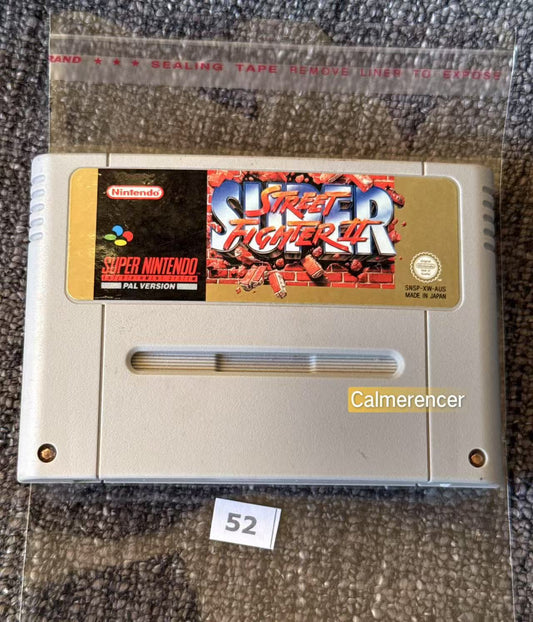 RAND ★ ★ ★ SEALING TAPE REMOVE LINER TO EXPOSE
Nintendo
SUPER NINTENDO
ENTERTAINMENT SYSTEM
PAL VERSION
SUPER
STREET
FIGHTER II
SNSP-XW-AUS
MADE IN JAPAN
Calmerencer
52